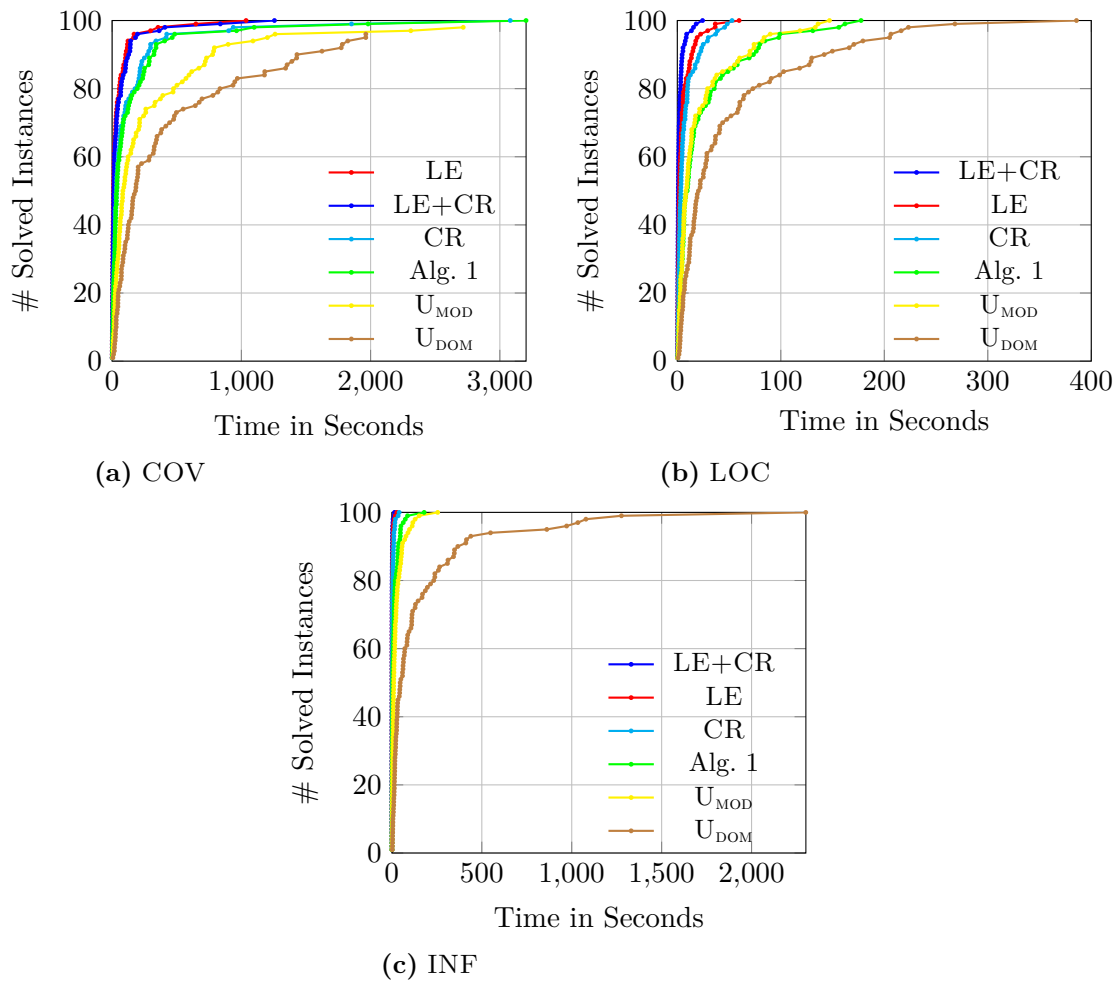 100
80
60
40
20
0
# Solved Instances
LE
LE+CR
CR
Alg. 1
U_MOD
U_DOM
0 1,000 2,000 3,000
Time in Seconds
(a) COV
100
80
60
40
20
0
# Solved Instances
LE+CR
LE
CR
Alg. 1
U_MOD
U_DOM
0 100 200 300 400
Time in Seconds
(b) LOC
100
80
60
40
20
0
# Solved Instances
LE+CR
LE
CR
Alg. 1
U_MOD
U_DOM
0 500 1,000 1,500 2,000
Time in Seconds
(c) INF